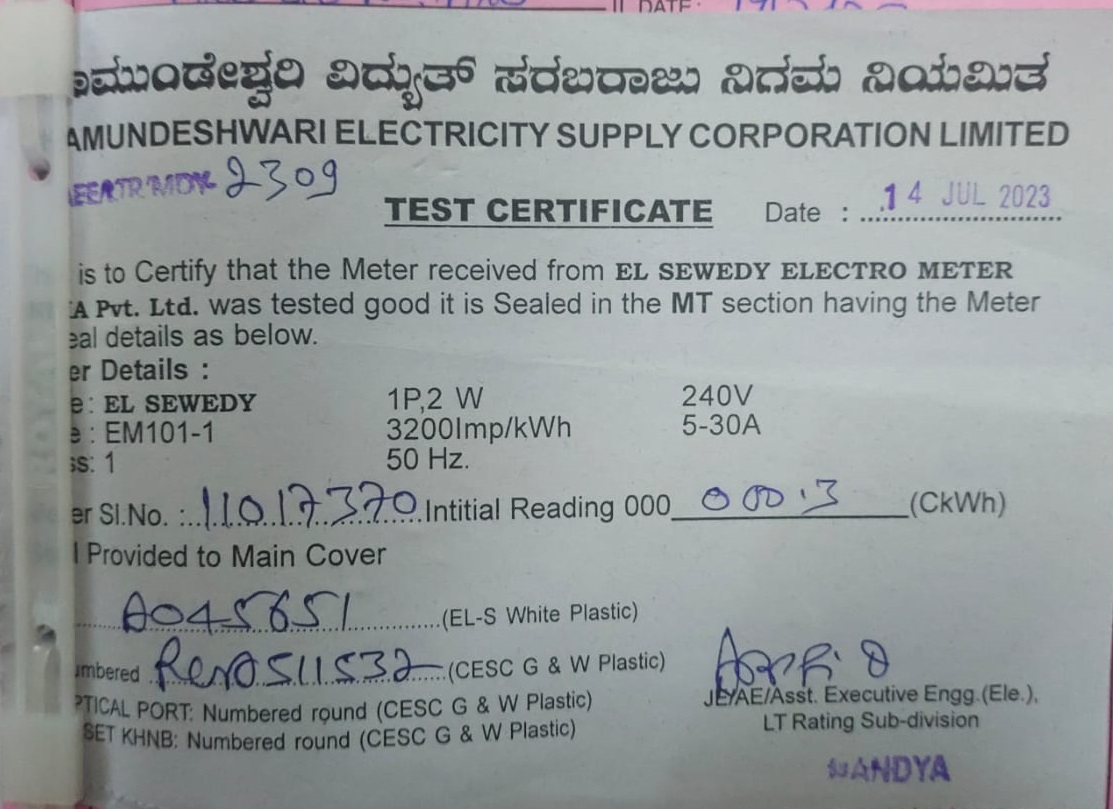 ಾಮುಂಡೇಶ್ವರಿ ವಿದ್ಯುತ್ ಸರಬರಾಜು ನಿಗಮ ನಿಯಮಿತ
AMUNDESHWARI ELECTRICITY SUPPLY CORPORATION LIMITED
2309
TEST CERTIFICATE Date : 14 JUL 2023
is to Certify that the Meter received from EL SEWEDY ELECTRO METER
A Pvt. Ltd. was tested good it is Sealed in the MT section having the Meter
eal details as below.
er Details :
e: EL SEWEDY 1P,2 W 240V
e : EM101-1 3200Imp/kWh 5-30A
ss: 1 50 Hz.
er Sl.No. : 11017370 Intitial Reading 000 000.3 (CkWh)
l Provided to Main Cover
A045651 (EL-S White Plastic)
umbered (CESC G & W Plastic)
PTICAL PORT: Numbered round (CESC G & W Plastic)
SET KHNB: Numbered round (CESC G & W Plastic)
JE/AE/Asst. Executive Engg.(Ele.),
LT Rating Sub-division
MANDYA